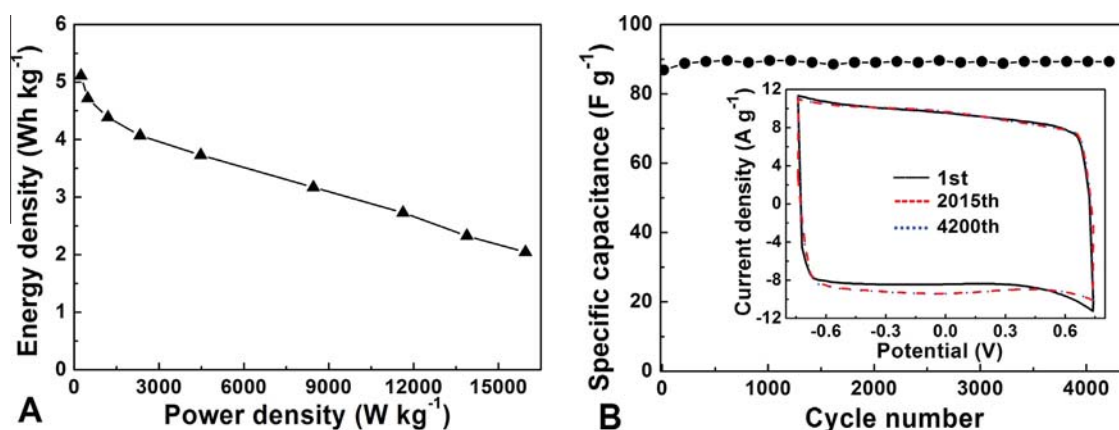 6
5
4
3
2
1
0
Energy density (Wh kg⁻¹)
0 3000 6000 9000 12000 15000
Power density (W kg⁻¹)
A
100
80
60
40
20
0
Specific capacitance (F g⁻¹)
12
8
4
0
-4
-8
-12
Current density (A g⁻¹)
1st
2015th
4200th
-0.6 -0.3 0.0 0.3 0.6
Potential (V)
0 1000 2000 3000 4000
Cycle number
B